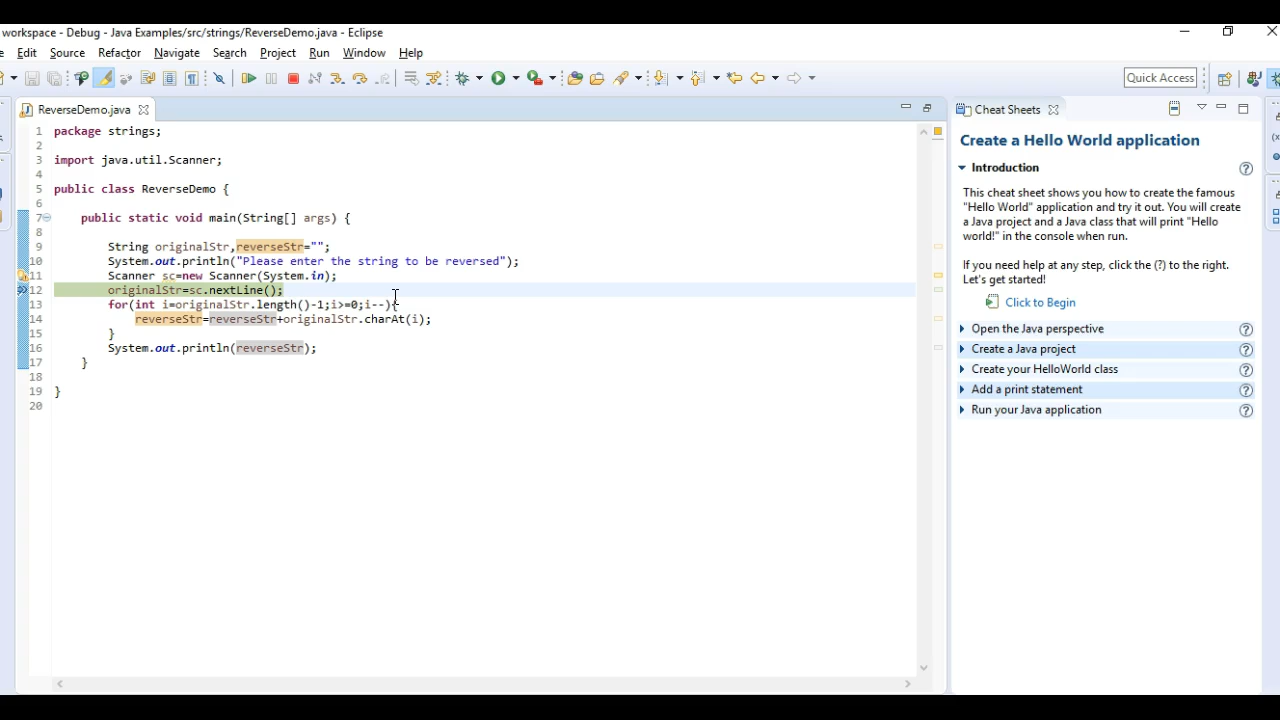 workspace - Debug - Java Examples/src/strings/ReverseDemo.java - Eclipse
Edit Source Refactor Navigate Search Project Run Window Help
Quick Access
ReverseDemo.java
1 package strings;
2
3 import java.util.Scanner;
4
5 public class ReverseDemo {
6
7 public static void main(String[] args) {
8
9 String originalStr,reverseStr="";
10 System.out.println("Please enter the string to be reversed");
11 Scanner sc=new Scanner(System.in);
12 originalStr=sc.nextLine();
13 for(int i=originalStr.length()-1;i>=0;i--){
14 reverseStr=reverseStr+originalStr.charAt(i);
15 }
16 System.out.println(reverseStr);
17 }
18
19 }
20
Cheat Sheets
Create a Hello World application
Introduction
This cheat sheet shows you how to create the famous
"Hello World" application and try it out. You will create
a Java project and a Java class that will print "Hello
world!" in the console when run.
If you need help at any step, click the (?) to the right.
Let's get started!
Click to Begin
Open the Java perspective
Create a Java project
Create your HelloWorld class
Add a print statement
Run your Java application